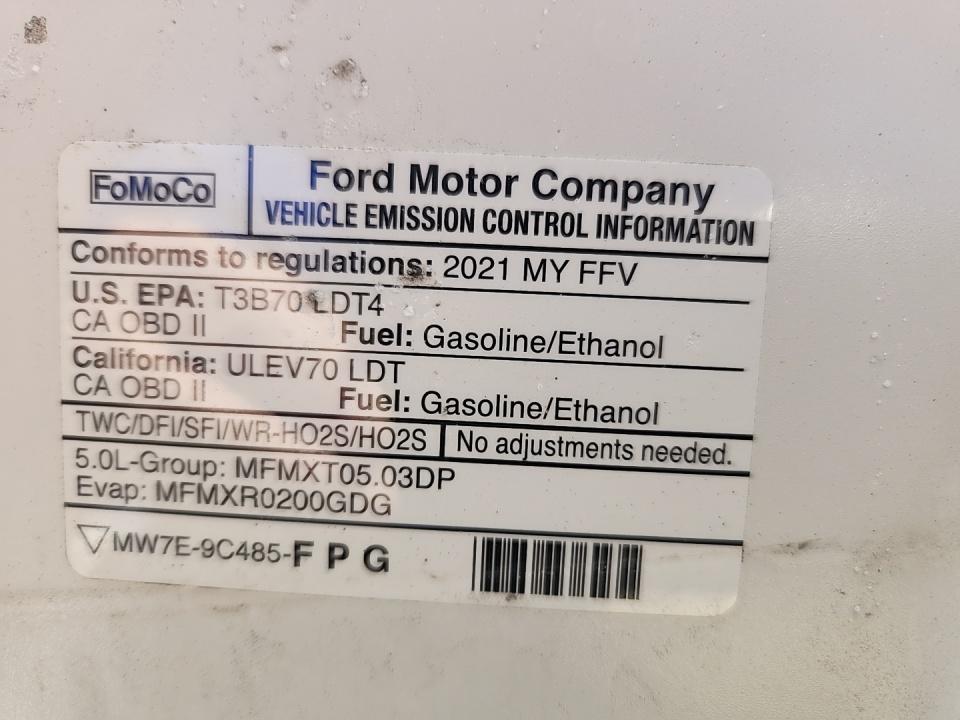 FoMoCo
Ford Motor Company
VEHICLE EMISSION CONTROL INFORMATION
Conforms to regulations: 2021 MY FFV
U.S. EPA: T3B70 LDT4
CA OBD II Fuel: Gasoline/Ethanol
California: ULEV70 LDT
CA OBD II Fuel: Gasoline/Ethanol
TWC/DFI/SFI/WR-HO2S/HO2S No adjustments needed.
5.0L-Group: MFMXT05.03DP
Evap: MFMXR0200GDG
MW7E-9C485-F P G